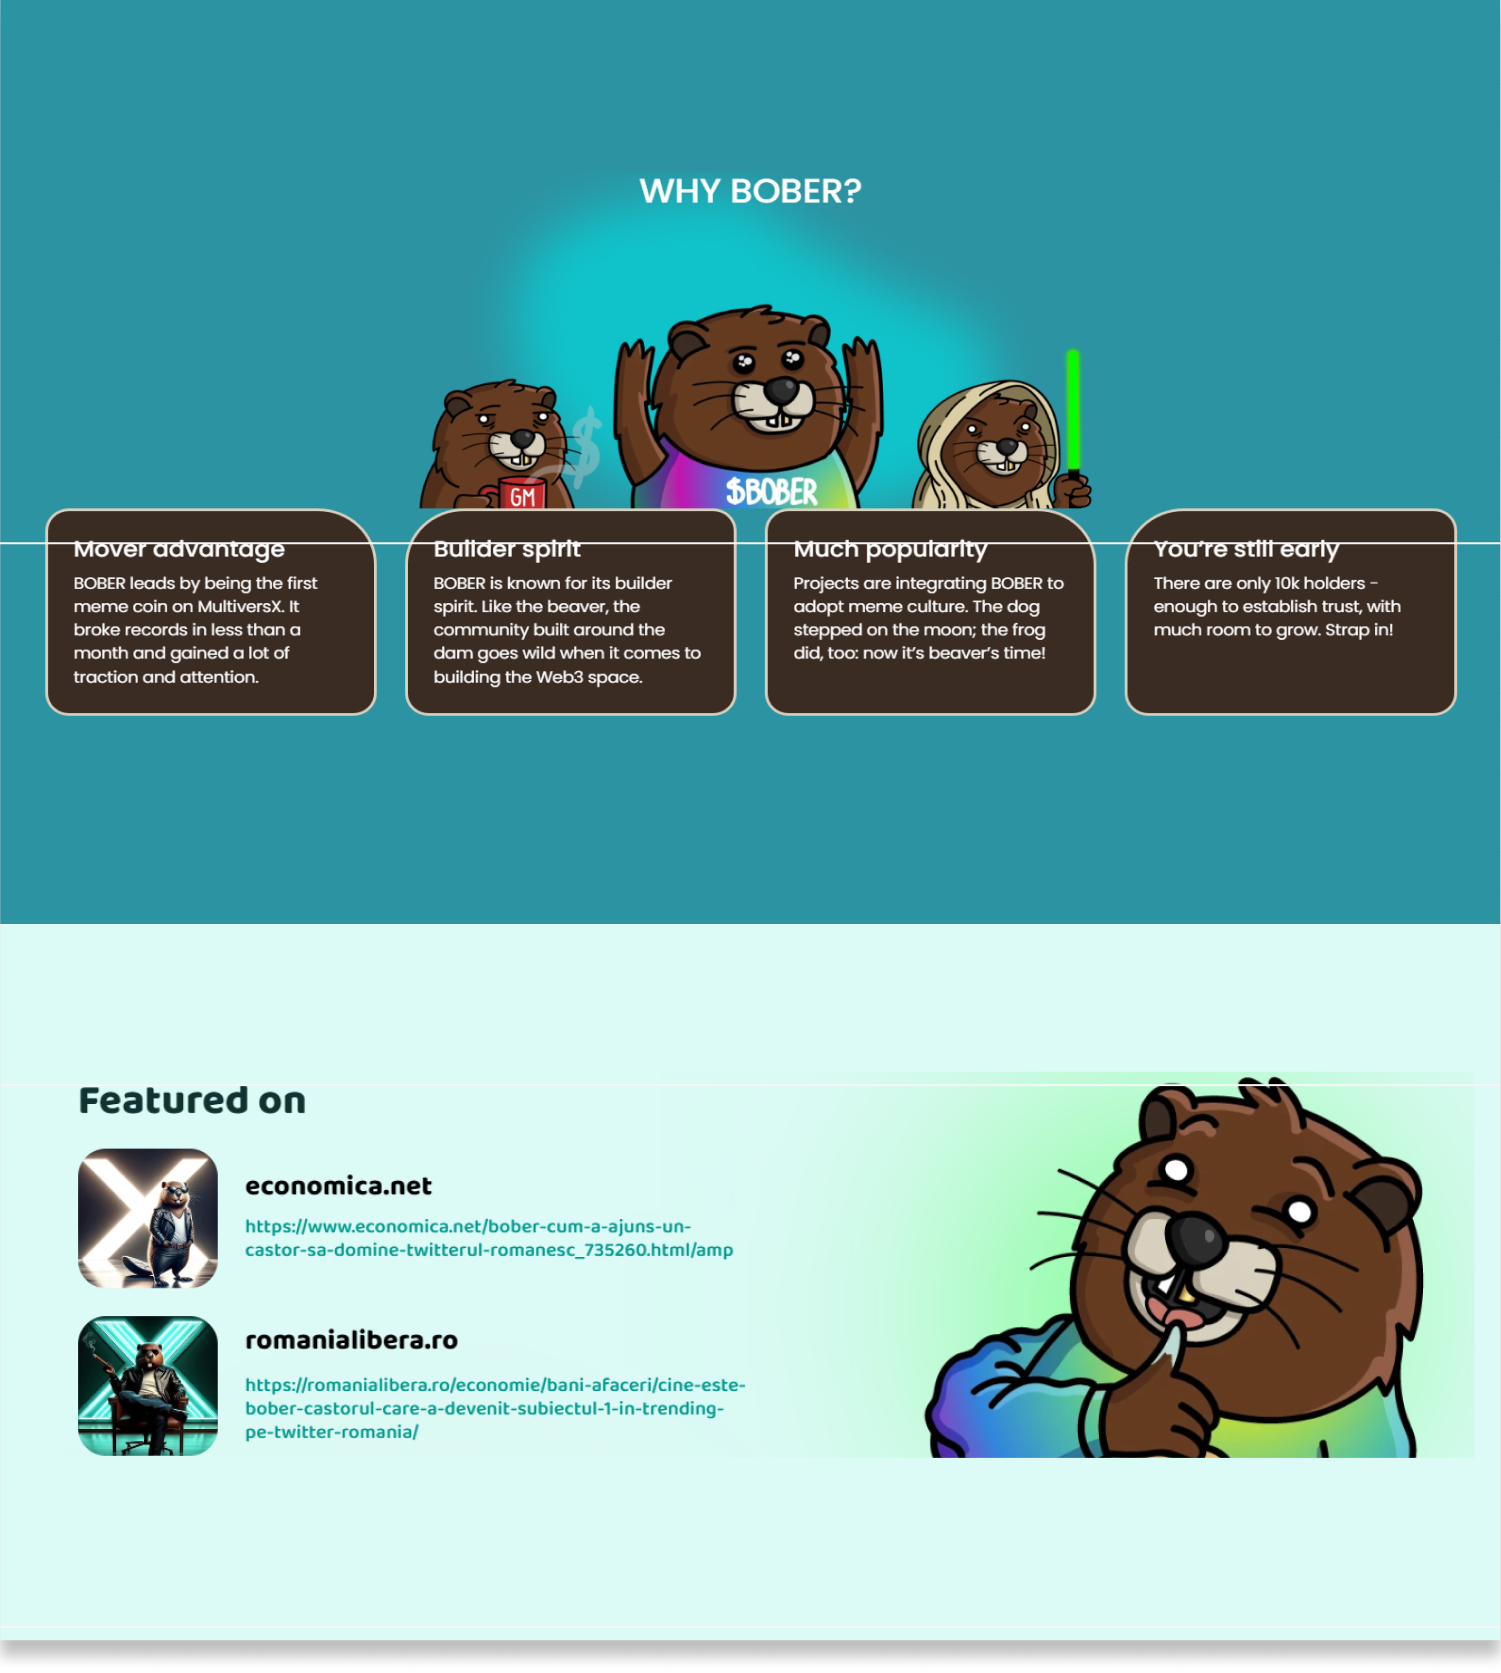 WHY BOBER?
$
GM
$BOBER
Mover advantage
BOBER leads by being the first
meme coin on MultiversX. It
broke records in less than a
month and gained a lot of
traction and attention.
Builder spirit
BOBER is known for its builder
spirit. Like the beaver, the
community built around the
dam goes wild when it comes to
building the Web3 space.
Much popularity
Projects are integrating BOBER to
adopt meme culture. The dog
stepped on the moon; the frog
did, too: now it’s beaver’s time!
You’re still early
There are only 10k holders -
enough to establish trust, with
much room to grow. Strap in!
Featured on
economica.net
https://www.economica.net/bober-cum-a-ajuns-un-
castor-sa-domine-twitterul-romanesc_735260.html/amp
romanialibera.ro
https://romanialibera.ro/economie/bani-afaceri/cine-este-
bober-castorul-care-a-devenit-subiectul-1-in-trending-
pe-twitter-romania/